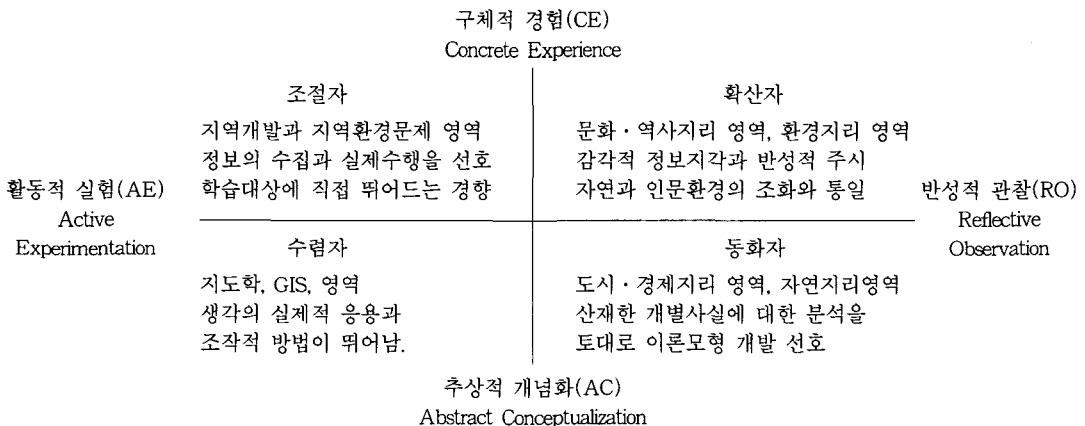 구체적 경험(CE)
Concrete Experience
조절자
지역개발과 지역환경문제 영역
정보의 수집과 실제수행을 선호
학습대상에 직접 뛰어드는 경향
확산자
문화·역사지리 영역, 환경지리 영역
감각적 정보지각과 반성적 주시
자연과 인문환경의 조화와 통일
활동적 실험(AE)
Active
Experimentation
반성적 관찰(RO)
Reflective
Observation
수렴자
지도학, GIS, 영역
생각의 실제적 응용과
조작적 방법이 뛰어남.
동화자
도시·경제지리 영역, 자연지리영역
산재한 개별사실에 대한 분석을
토대로 이론모형 개발 선호
추상적 개념화(AC)
Abstract Conceptualization